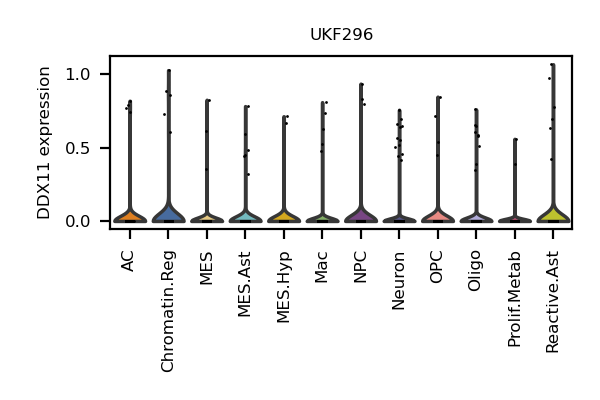 UKF296
DDX11 expression
1.0
0.5
0.0
AC
Chromatin.Reg
MES
MES.Ast
MES.Hyp
Mac
NPC
Neuron
OPC
Oligo
Prolif.Metab
Reactive.Ast